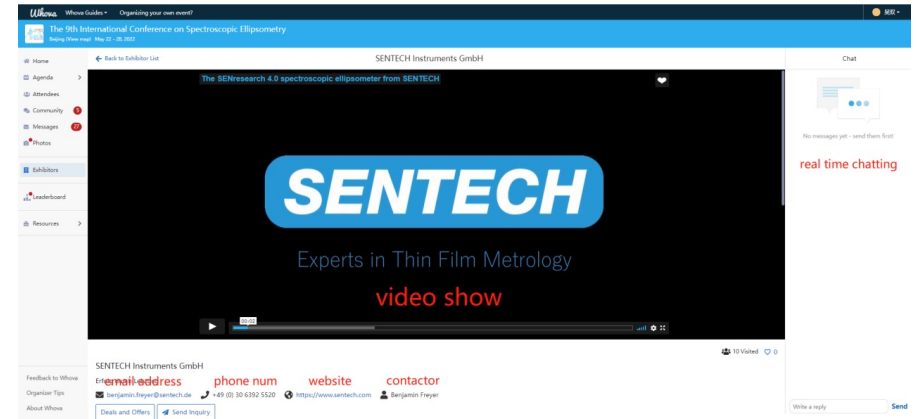 Whova Whova Guides Organizing your own event?
The 9th International Conference on Spectroscopic Ellipsometry
Beijing (View map) May 22 - 28, 2022
Home
Agenda
Attendees
Community 5
Messages 27
Photos
Exhibitors
Leaderboard
Resources
Feedback to Whova
Organizer Tips
About Whova
Back to Exhibitor List
SENTECH Instruments GmbH
The SENresearch 4.0 spectroscopic ellipsometer from SENTECH
SENTECH
Experts in Thin Film Metrology
video show
00:02
10 Visited 0
SENTECH Instruments GmbH
email address phone num website contactor
benjamin.freyer@sentech.de +49 (0) 30 6392 5520 https://www.sentech.com Benjamin Freyer
Deals and Offers Send Inquiry
Chat
No messages yet - send them first!
real time chatting
Write a reply Send